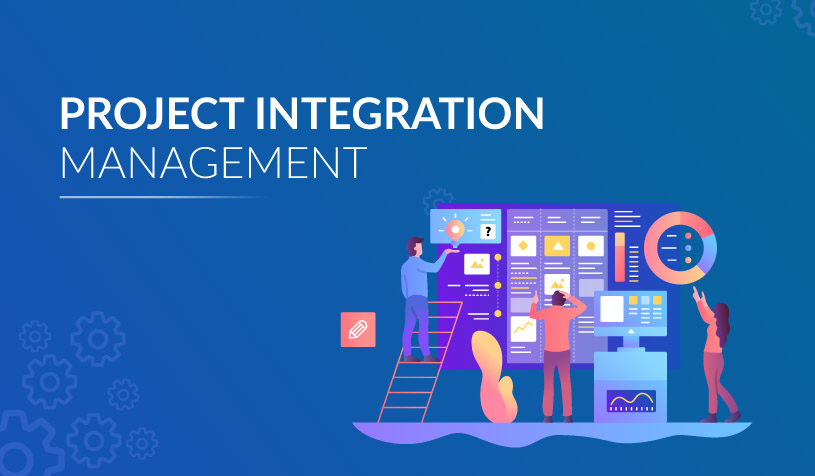 PROJECT INTEGRATION
MANAGEMENT
?